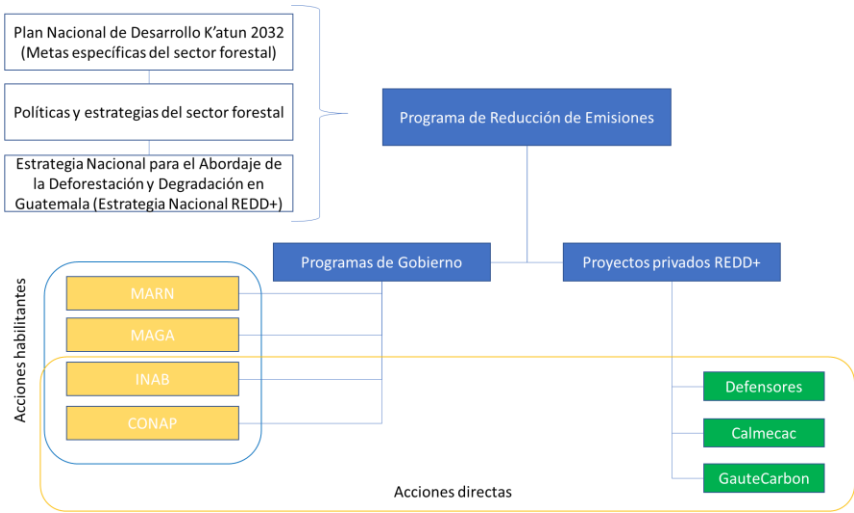 Plan Nacional de Desarrollo K'atun 2032
(Metas específicas del sector forestal)
Políticas y estrategias del sector forestal
Estrategia Nacional para el Abordaje de
la Deforestación y Degradación en
Guatemala (Estrategia Nacional REDD+)
Programa de Reducción de Emisiones
Programas de Gobierno
Proyectos privados REDD+
Acciones habilitantes
MARN
MAGA
INAB
CONAP
Defensores
Calmecac
GauteCarbon
Acciones directas